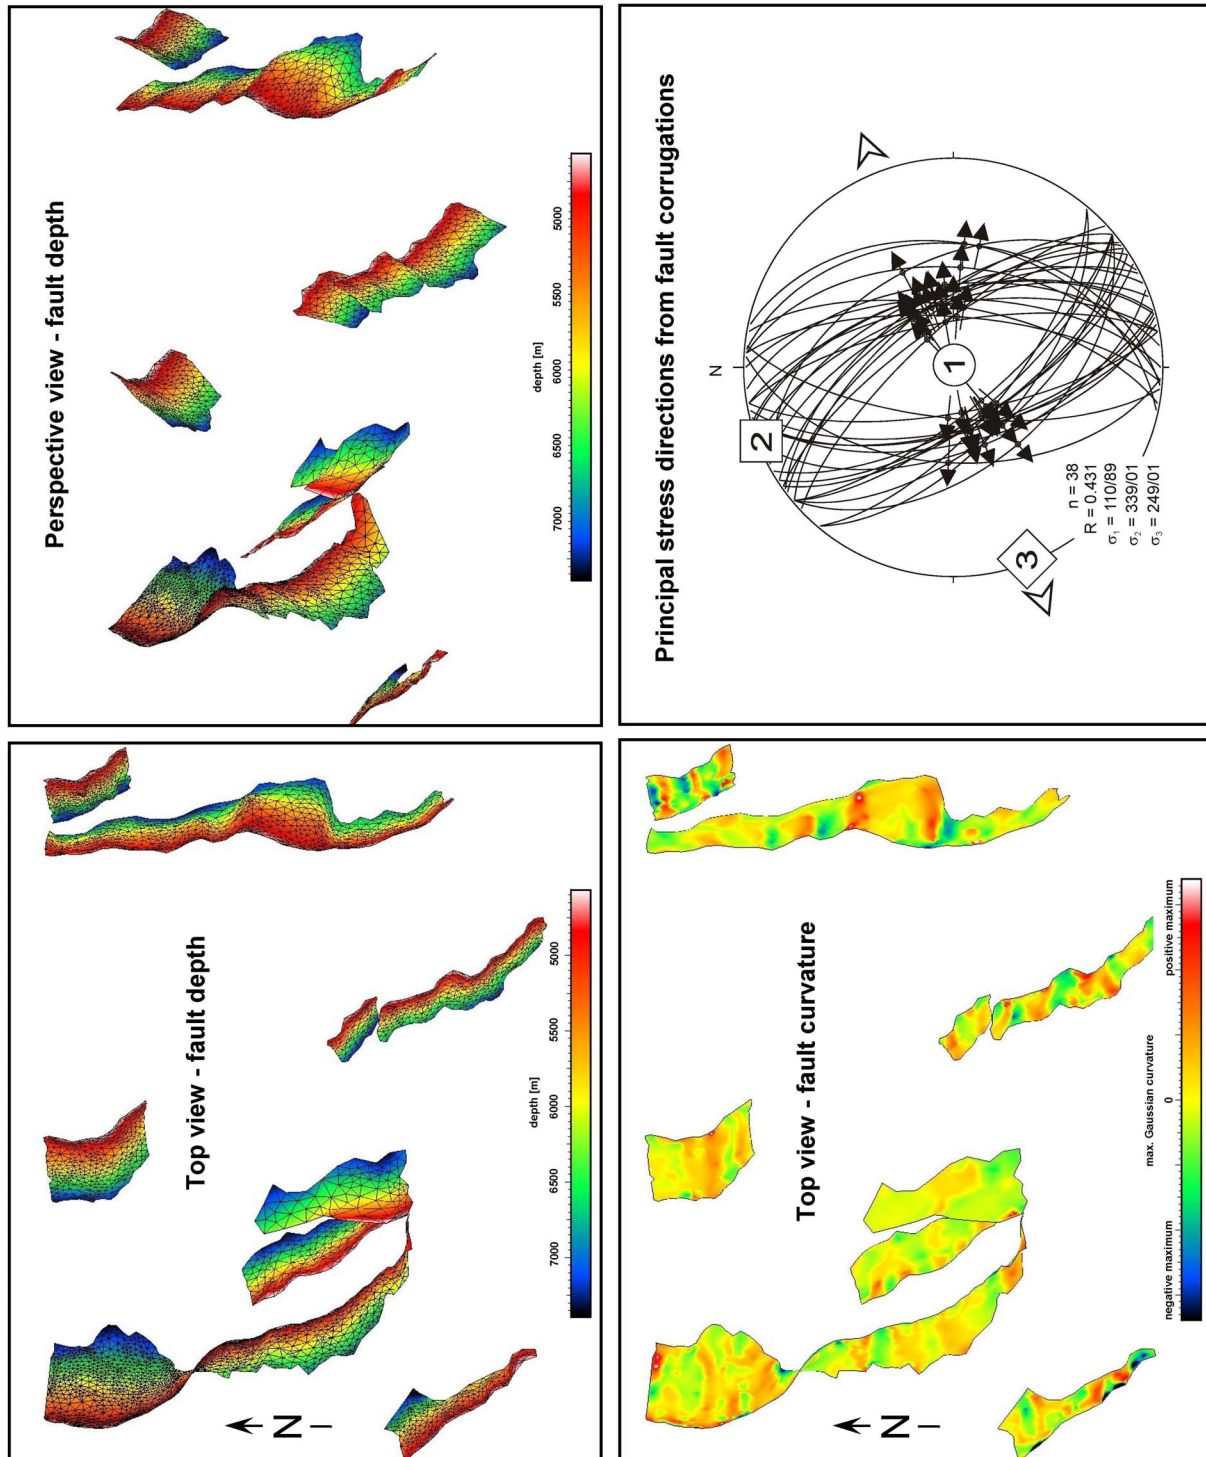 Perspective view - fault depth
5000
5500
6000
6500
7000
depth [m]
Principal stress directions from fault corrugations
N
1
2
3
n = 38
R = 0.431
σ₁ = 110/89
σ₂ = 339/01
σ₃ = 249/01
Top view - fault depth
N
5000
5500
6000
6500
7000
depth [m]
Top view - fault curvature
N
negative maximum
0
positive maximum
max. Gaussian curvature